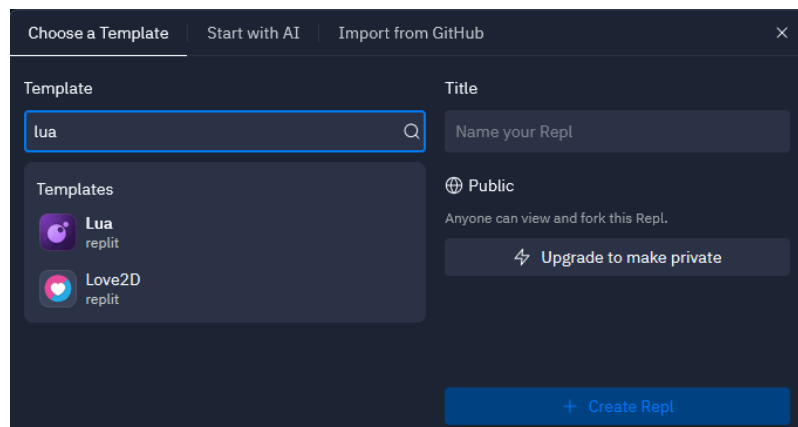 Choose a Template
Start with AI
Import from GitHub
Template
lua
Templates
Lua
replit
Love2D
replit
Title
Name your Repl
Public
Anyone can view and fork this Repl.
Upgrade to make private
+ Create Repl